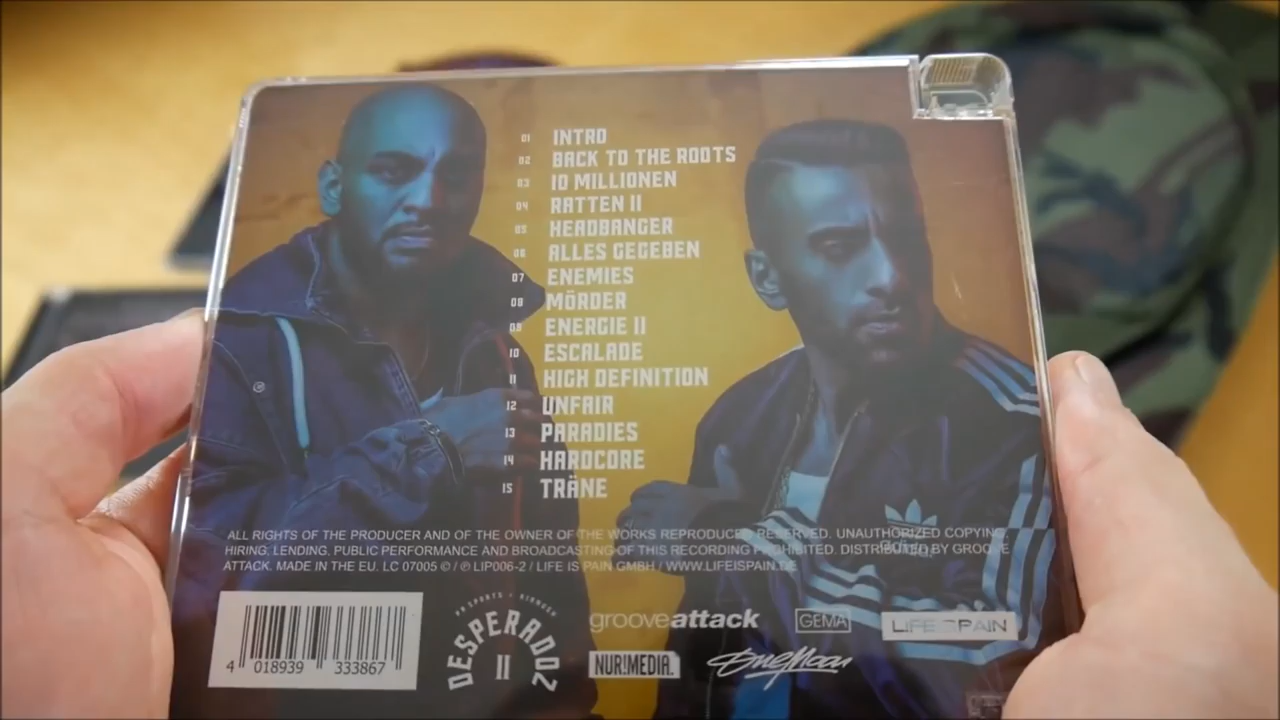 01 INTRO
02 BACK TO THE ROOTS
03 10 MILLIONEN
04 RATTEN II
05 HEADBANGER
06 ALLES GEGEBEN
07 ENEMIES
08 MÖRDER
09 ENERGIE II
10 ESCALADE
11 HIGH DEFINITION
12 UNFAIR
13 PARADIES
14 HARDCORE
15 TRÄNE
ALL RIGHTS OF THE PRODUCER AND OF THE OWNER OF THE WORKS REPRODUCED RESERVED. UNAUTHORIZED COPYING,
HIRING, LENDING, PUBLIC PERFORMANCE AND BROADCASTING OF THIS RECORDING PROHIBITED. DISTRIBUTED BY GROOVE
ATTACK. MADE IN THE EU. LC 07005 © / ℗ LIP006-2 / LIFE IS PAIN GMBH / WWW.LIFEISPAIN.DE
4 018939 333867
PA SPORTS + KIANUSH
DESPERADOZ
II
grooveattack
GEMA
LIFE IS PAIN
NUR!MEDIA.
OneMoon